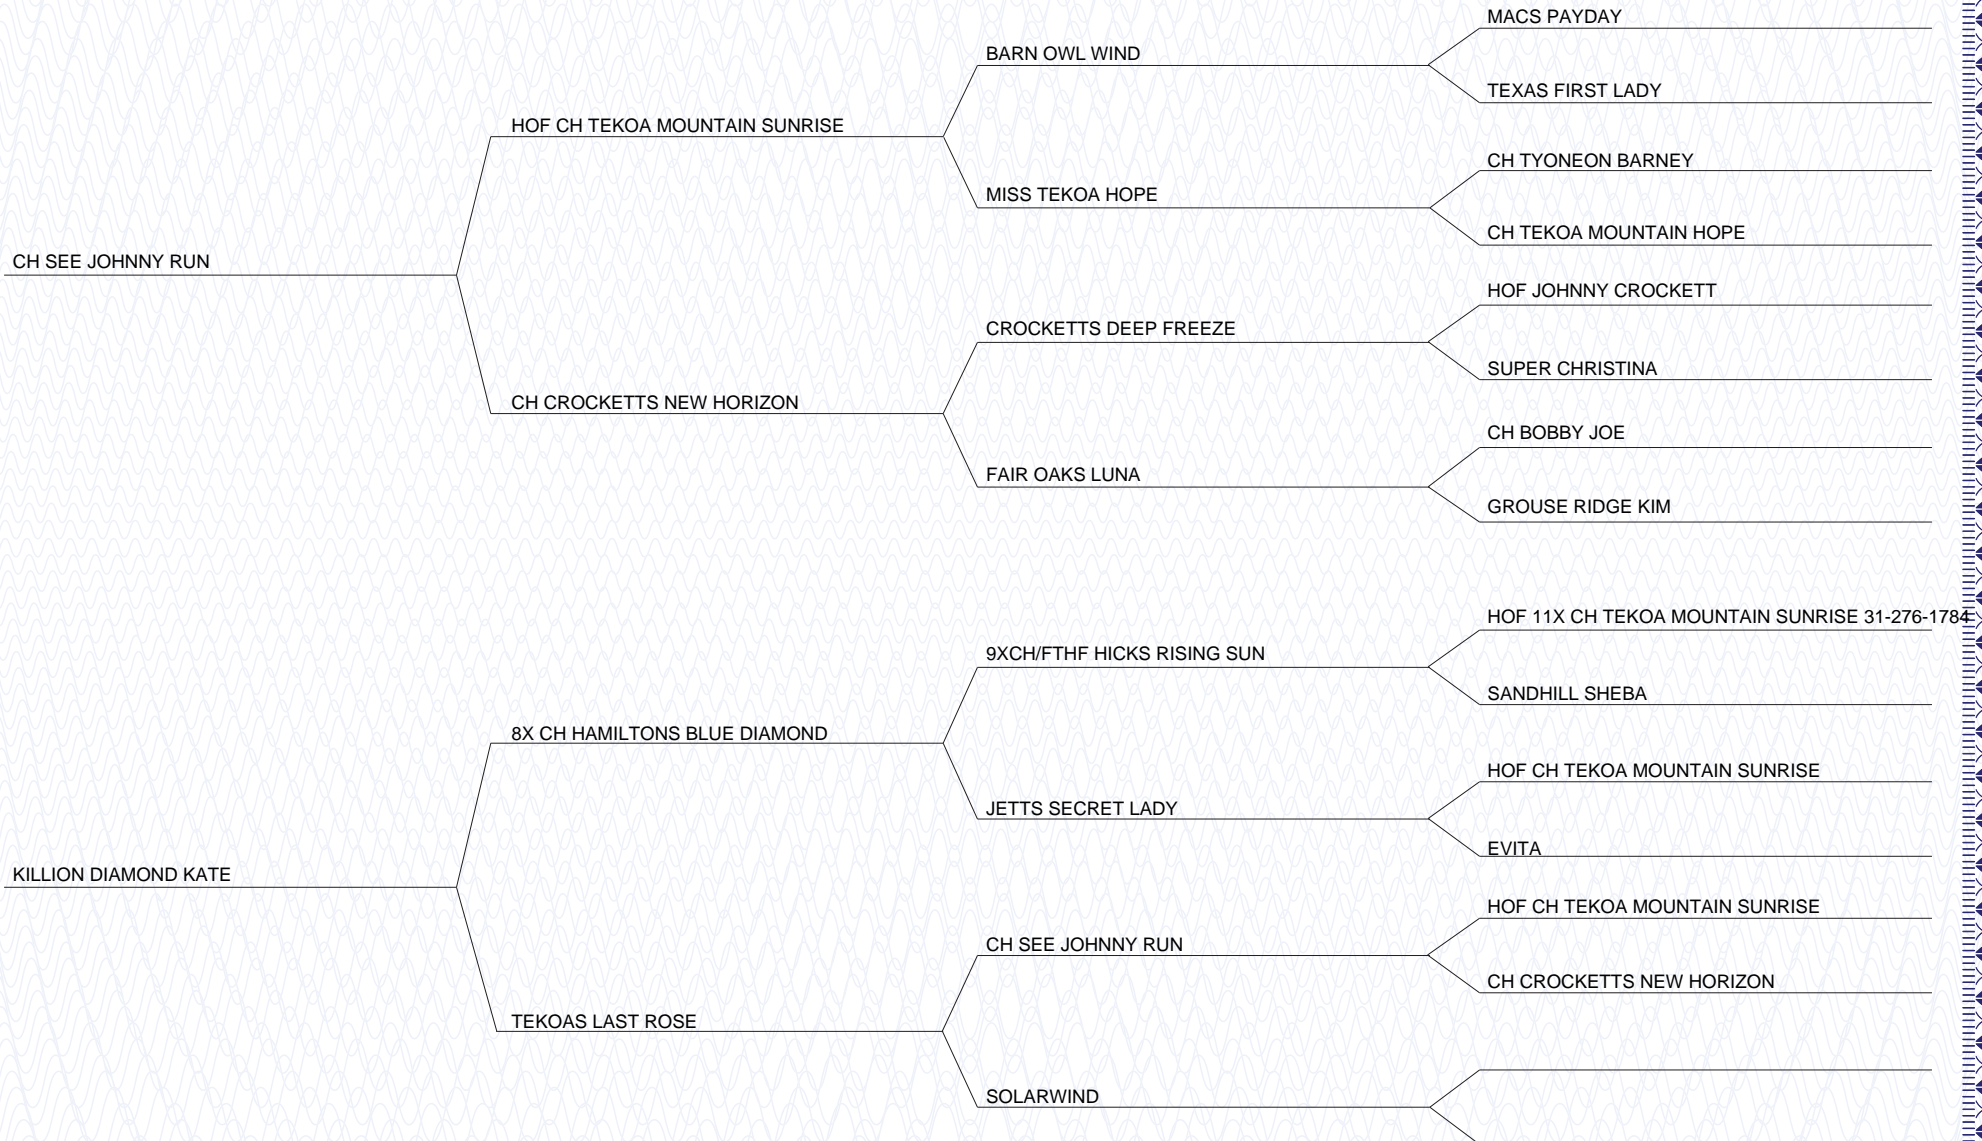 MACS PAYDAY
BARN OWL WIND
TEXAS FIRST LADY
HOF CH TEKOA MOUNTAIN SUNRISE
CH TYONEON BARNEY
MISS TEKOA HOPE
CH TEKOA MOUNTAIN HOPE
CH SEE JOHNNY RUN
HOF JOHNNY CROCKETT
CROCKETTS DEEP FREEZE
SUPER CHRISTINA
CH CROCKETTS NEW HORIZON
CH BOBBY JOE
FAIR OAKS LUNA
GROUSE RIDGE KIM
HOF 11X CH TEKOA MOUNTAIN SUNRISE 31-276-1784
9XCH/FTHF HICKS RISING SUN
SANDHILL SHEBA
8X CH HAMILTONS BLUE DIAMOND
HOF CH TEKOA MOUNTAIN SUNRISE
JETTS SECRET LADY
EVITA
KILLION DIAMOND KATE
HOF CH TEKOA MOUNTAIN SUNRISE
CH SEE JOHNNY RUN
CH CROCKETTS NEW HORIZON
TEKOAS LAST ROSE
SOLARWIND